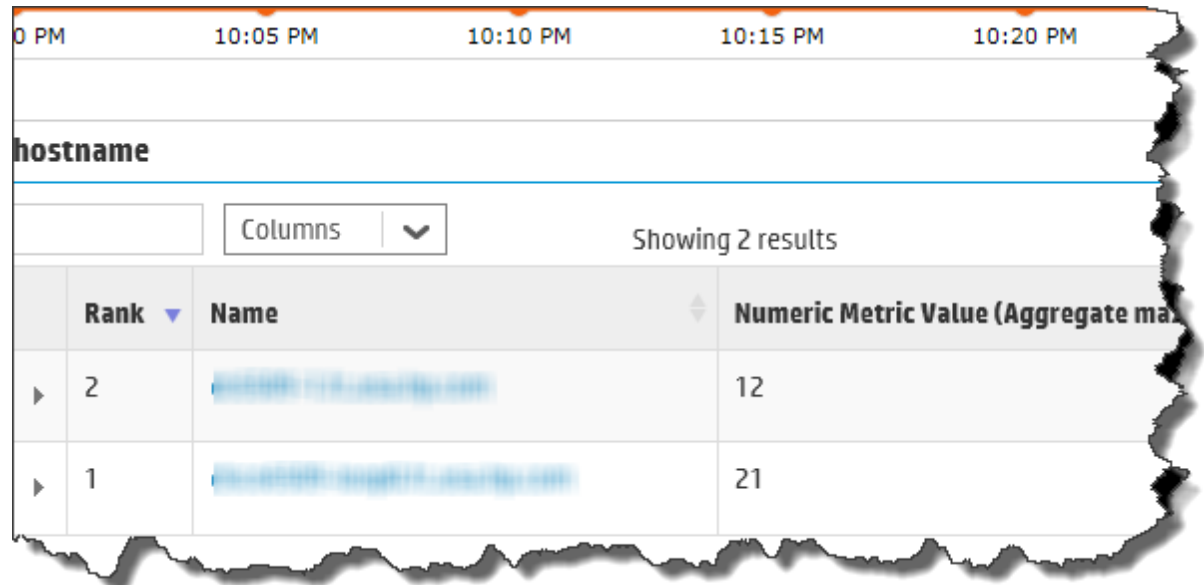 0 PM 10:05 PM 10:10 PM 10:15 PM 10:20 PM
hostname
Columns Showing 2 results
Rank Name Numeric Metric Value (Aggregate ma
2 12
1 21